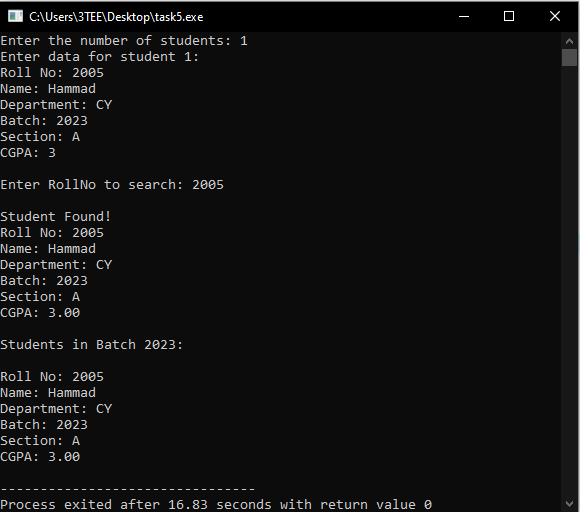 C:\Users\3TEE\Desktop\task5.exe
Enter the number of students: 1
Enter data for student 1:
Roll No: 2005
Name: Hammad
Department: CY
Batch: 2023
Section: A
CGPA: 3
Enter RollNo to search: 2005
Student Found!
Roll No: 2005
Name: Hammad
Department: CY
Batch: 2023
Section: A
CGPA: 3.00
Students in Batch 2023:
Roll No: 2005
Name: Hammad
Department: CY
Batch: 2023
Section: A
CGPA: 3.00
--------------------------------
Process exited after 16.83 seconds with return value 0